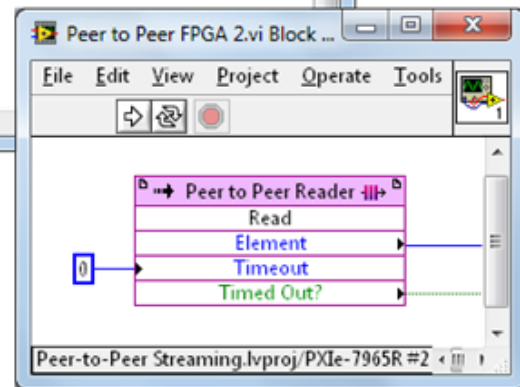 Peer to Peer FPGA 2.vi Block ...
File Edit View Project Operate Tools
1
Peer to Peer Reader
Read
Element
0 Timeout
Timed Out?
Peer-to-Peer Streaming.lvproj/PXIe-7965R #2